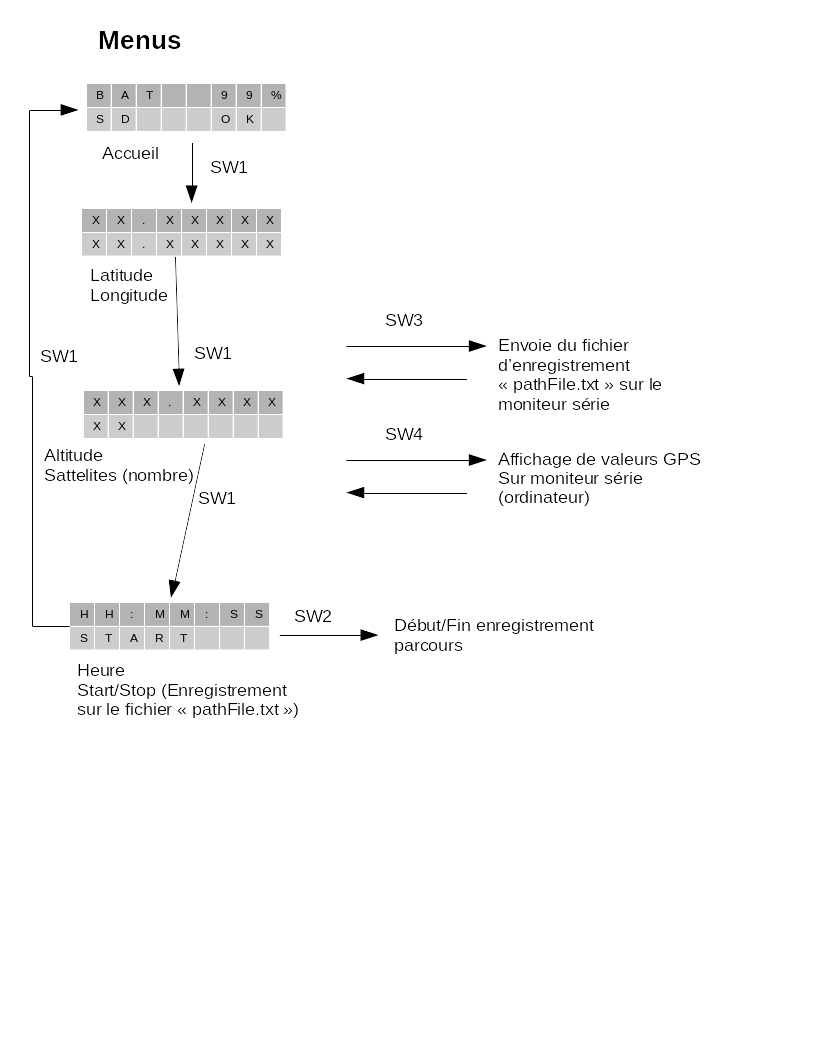 Menus
B A T 9 9 %
S D O K
Accueil
SW1
X X . X X X X X
X X . X X X X X
Latitude
Longitude
SW1
SW1
X X X . X X X X
X X
Altitude
Sattelites (nombre)
SW1
H H : M M : S S
S T A R T
Heure
Start/Stop (Enregistrement
sur le fichier « pathFile.txt »)
SW2
Début/Fin enregistrement
parcours
SW3
Envoie du fichier
d’enregistrement
« pathFile.txt » sur le
moniteur série
SW4
Affichage de valeurs GPS
Sur moniteur série
(ordinateur)